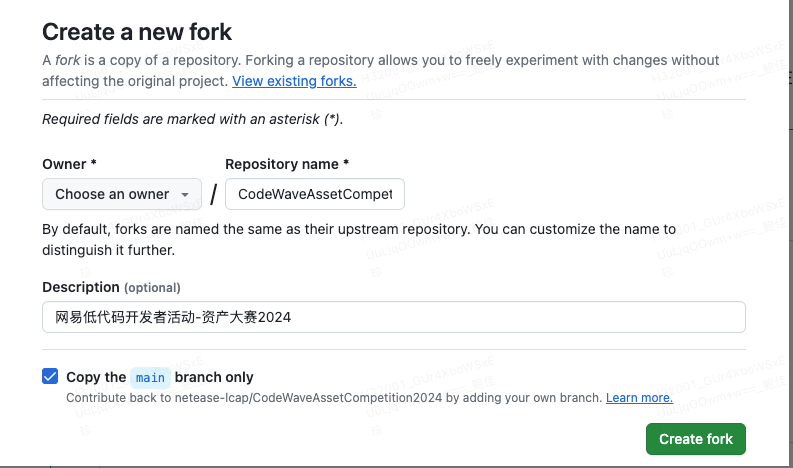 Create a new fork
A fork is a copy of a repository. Forking a repository allows you to freely experiment with changes without
affecting the original project. View existing forks.
Required fields are marked with an asterisk (*).
Owner *
Repository name *
Choose an owner
/
CodeWaveAssetCompet
By default, forks are named the same as their upstream repository. You can customize the name to
distinguish it further.
Description (optional)
网易低代码开发者活动-资产大赛2024
Copy the main branch only
Contribute back to netease-lcap/CodeWaveAssetCompetition2024 by adding your own branch. Learn more.
Create fork